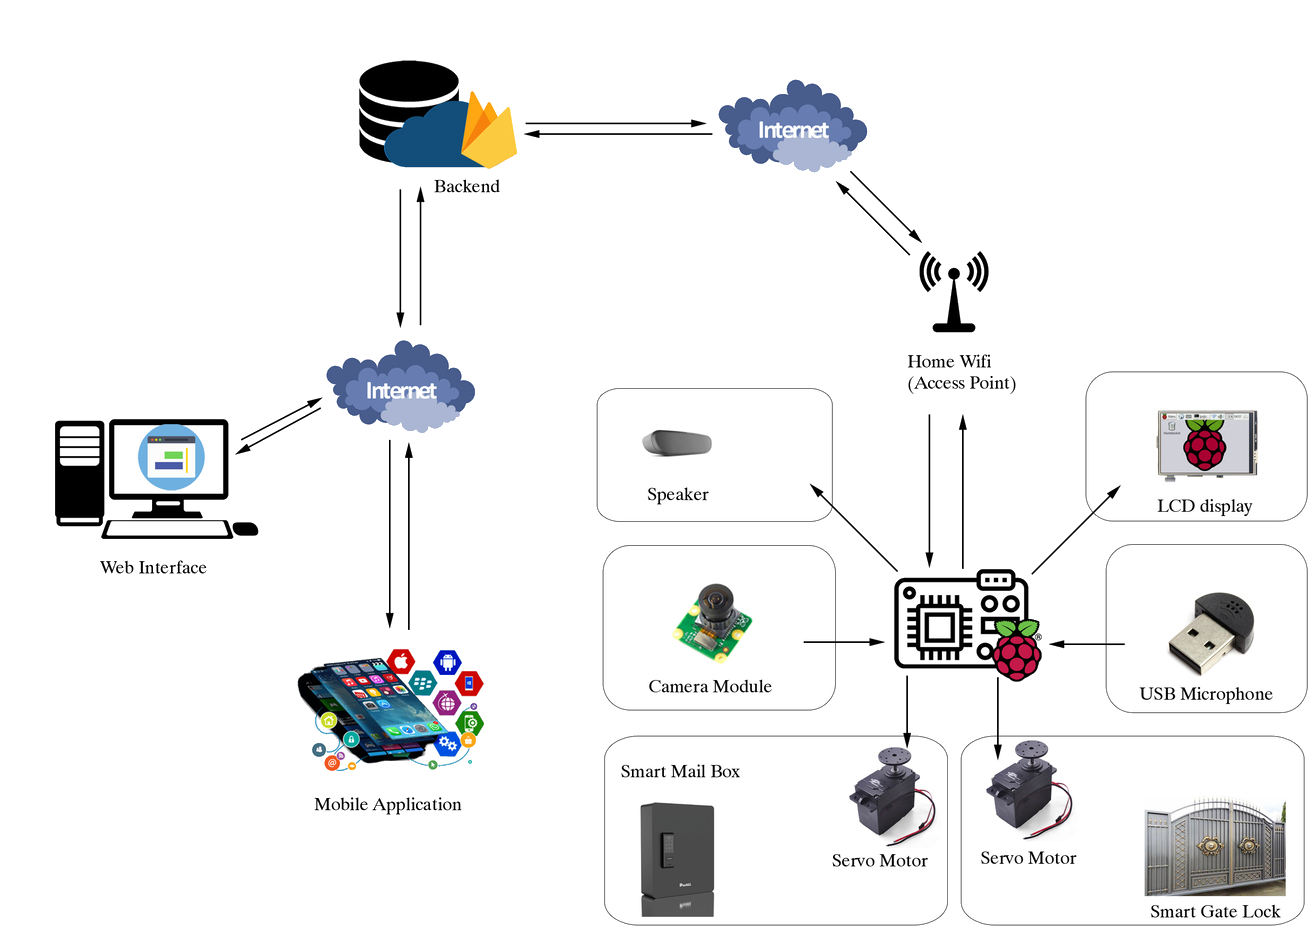 Internet
Backend
Home Wifi
(Access Point)
Internet
Speaker
LCD display
Web Interface
®
Camera Module
USB Microphone
Smart Mail Box
Mobile Application
Servo Motor
Servo Motor
Smart Gate Lock